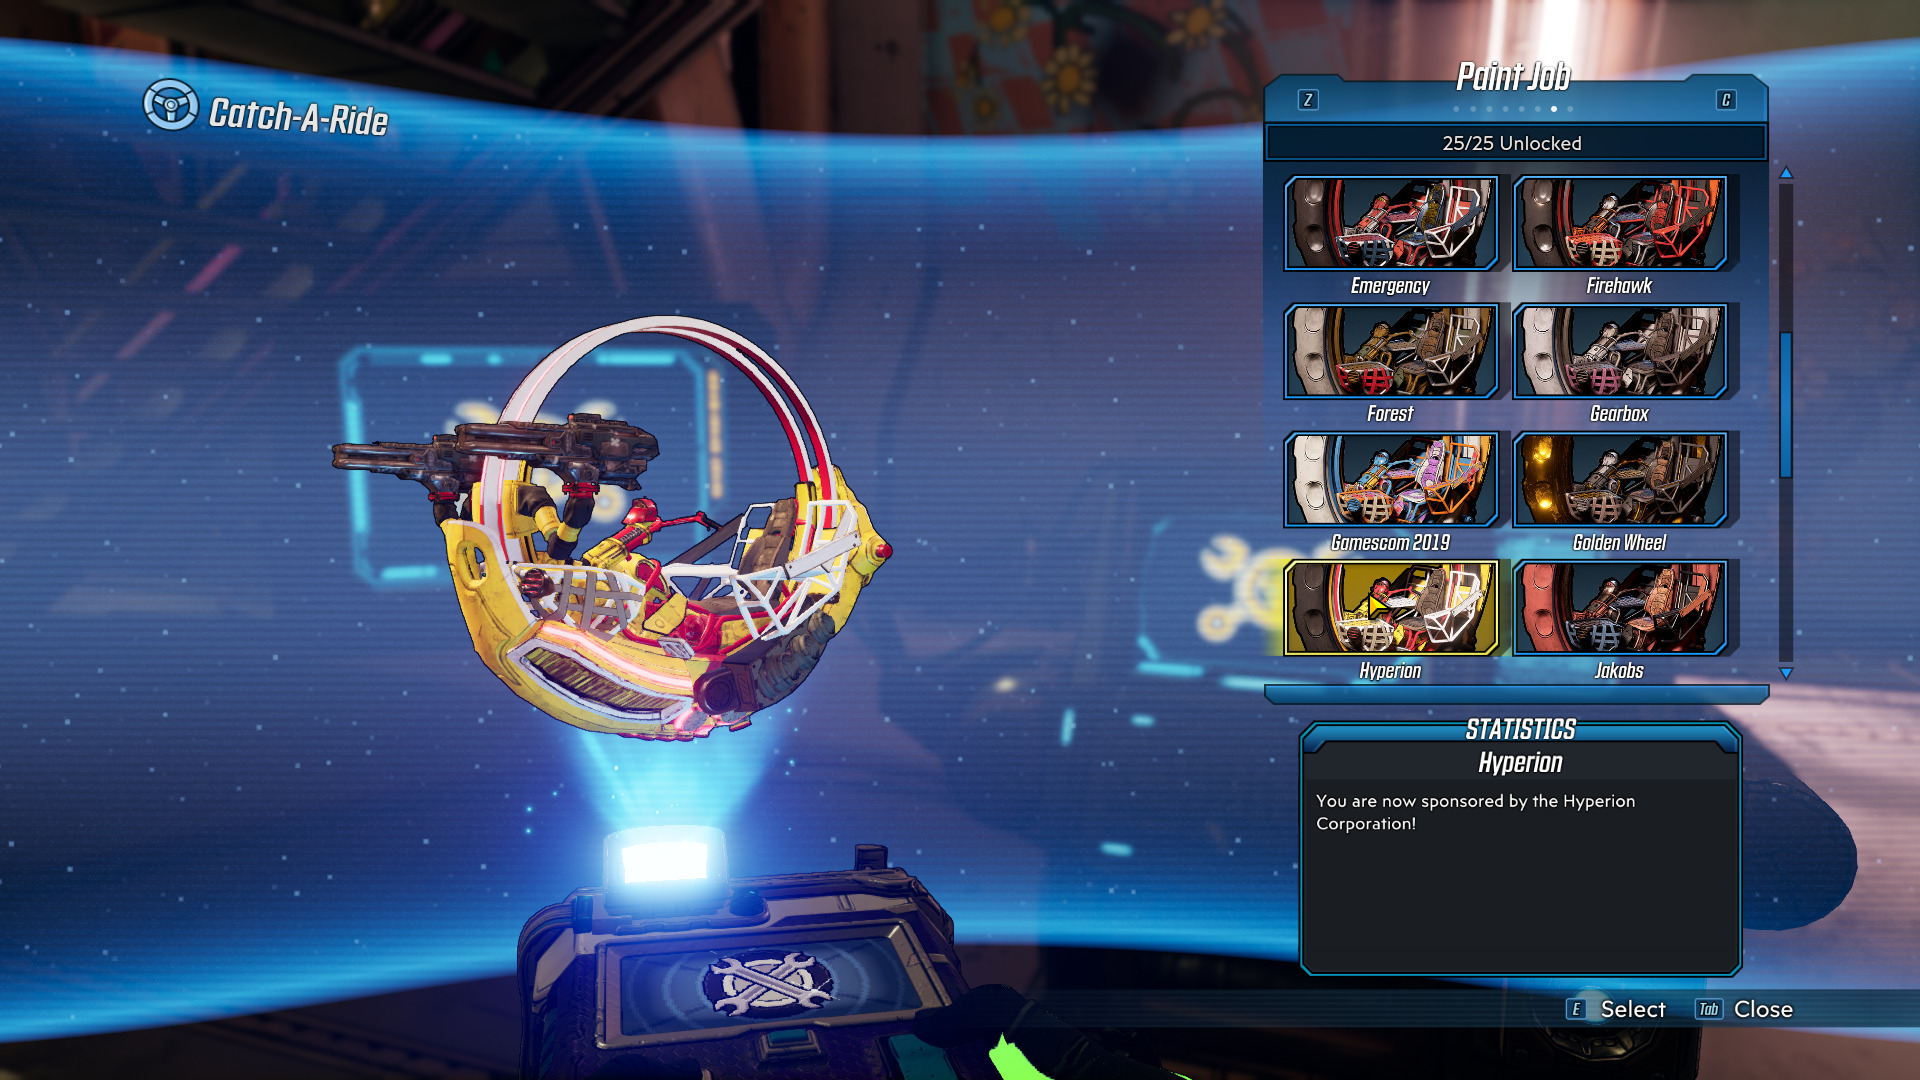 Catch-A-Ride
Paint Job
Z
C
25/25 Unlocked
Emergency
Firehawk
Forest
Gearbox
Gamescom 2019
Golden Wheel
Hyperion
Jakobs
STATISTICS
Hyperion
You are now sponsored by the Hyperion
Corporation!
E Select
Tab Close